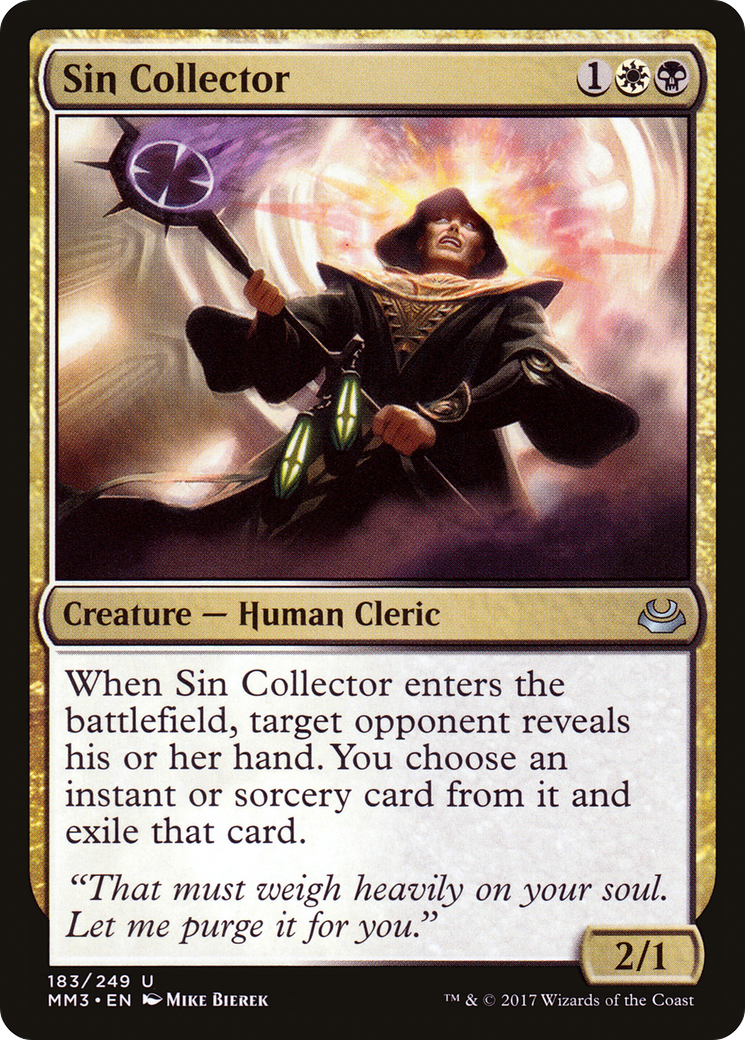 Sin Collector 1
Creature — Human Cleric
When Sin Collector enters the
battlefield, target opponent reveals
his or her hand. You choose an
instant or sorcery card from it and
exile that card.
“That must weigh heavily on your soul.
Let me purge it for you.”
2/1
183/249 U
MM3 • EN Mike Bierek ™ & © 2017 Wizards of the Coast